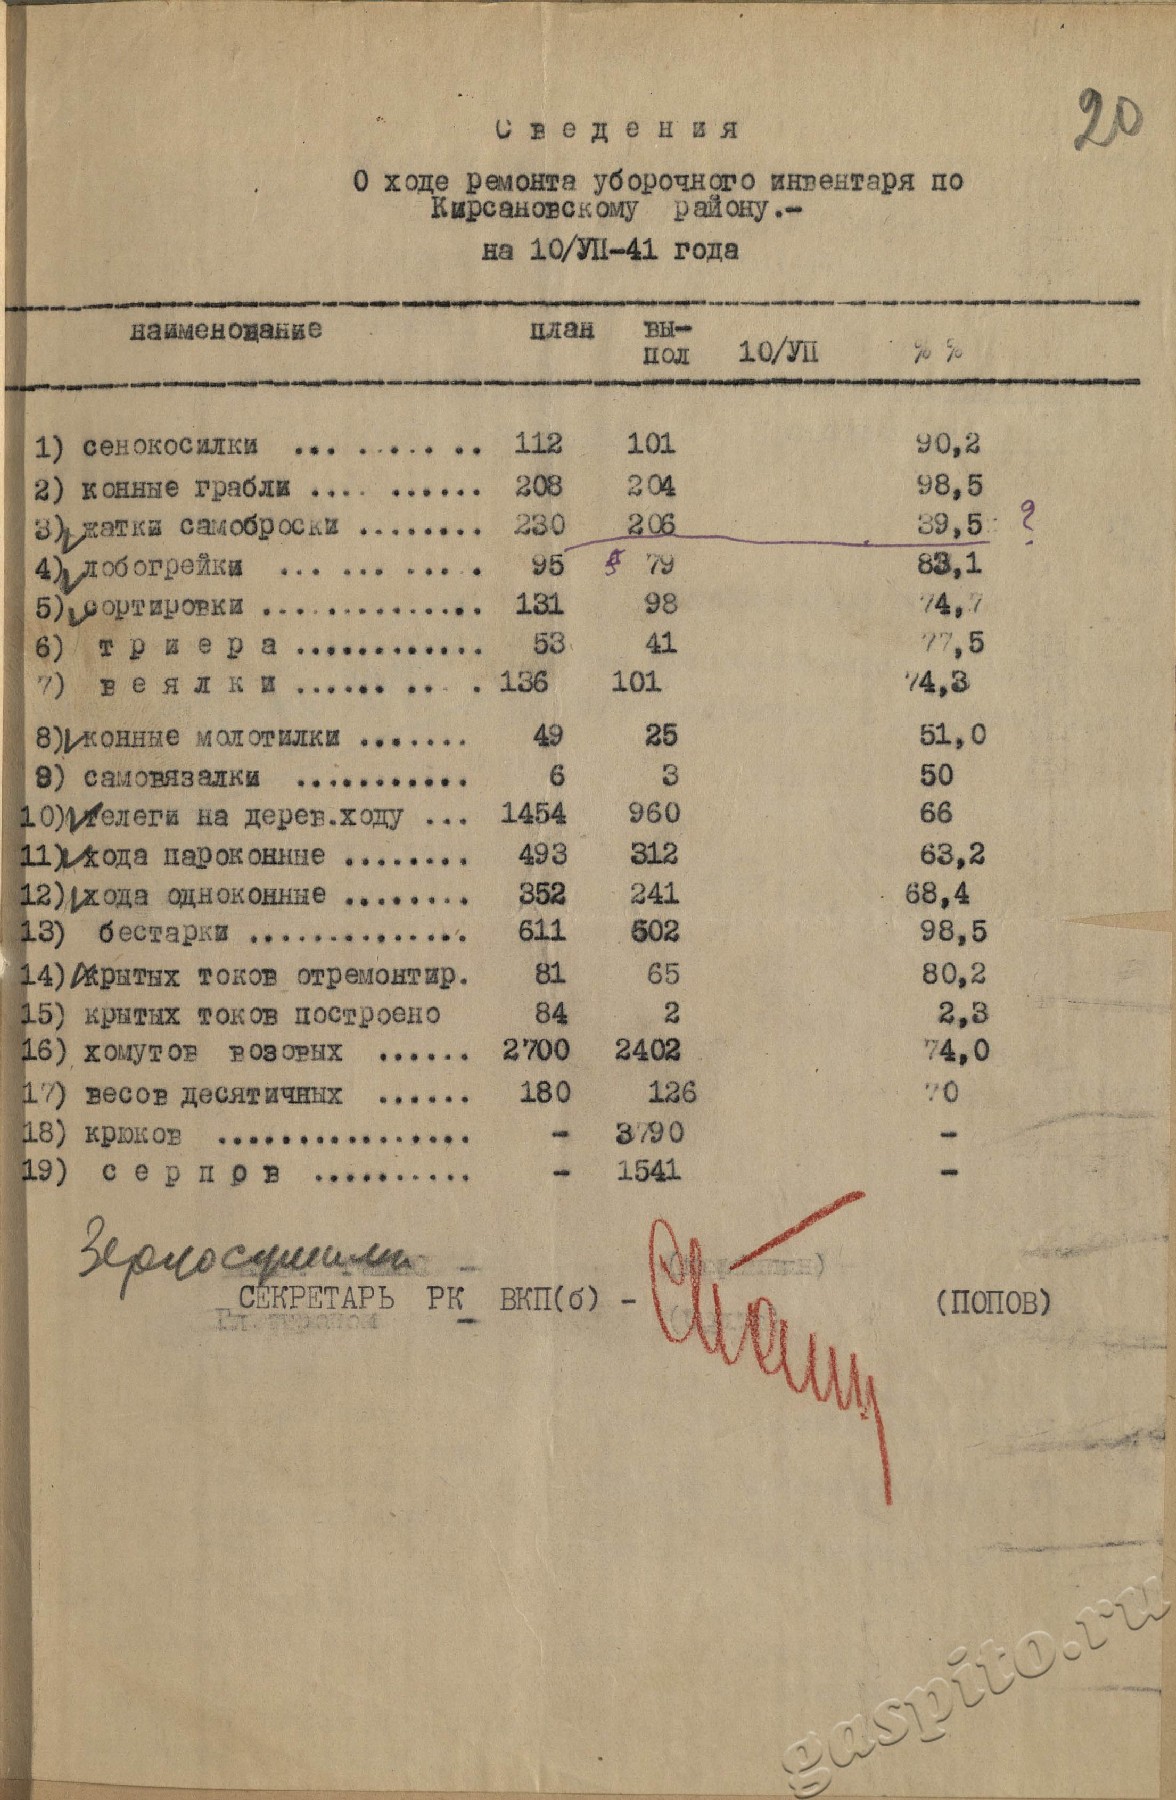 20
Сведения
О ходе ремонта уборочного инвентаря по
Кирсановскому району.-
на 10/УП-41 года
наименование план вы- пол 10/УП % %
1) сенокосилки ... ...... .. 112 101 90,2
2) конные грабли .... ...... 208 204 98,5
3) жатки самоброски ........ 230 206 39,5 ?
4) лобогрейки ... ... .... . 95 79 83,1
5) сортировки .............. 131 98 74,7
6) триера ............ 53 41 77,5
7) веялки ...... .. . 136 101 74,3
8) конные молотилки ....... 49 25 51,0
9) самовязалки ........... 6 3 50
10) телеги на дерев.ходу ... 1454 960 66
11) хода пароконные ........ 493 312 63,2
12) хода одноконные ........ 352 241 68,4
13) бестарки .............. 611 602 98,5
14) крытых токов отремонтир. 81 65 80,2
15) крытых токов построено 84 2 2,3
16) хомутов возовых ...... 2700 2402 74,0
17) весов десятичных ...... 180 126 70
18) крюков ................ - 3790 -
19) серпов .......... - 1541 -
Зерносушилки
СЕКРЕТАРЬ РК ВКП(б) - (ПОПОВ)
gaspito.ru